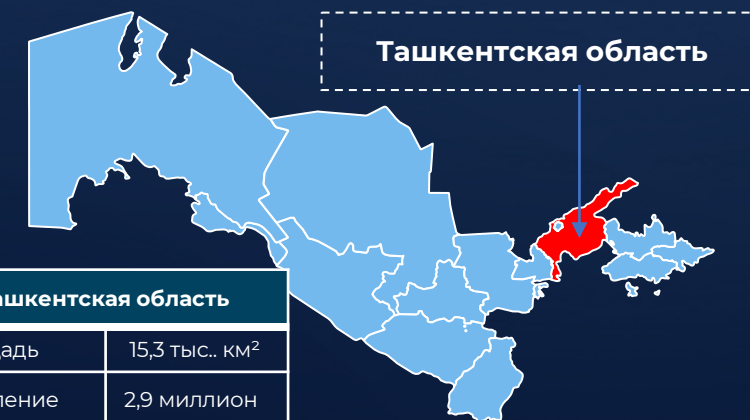 Ташкентская область
ашкентская область
адь 15,3 тыс.. км²
ление 2,9 миллион